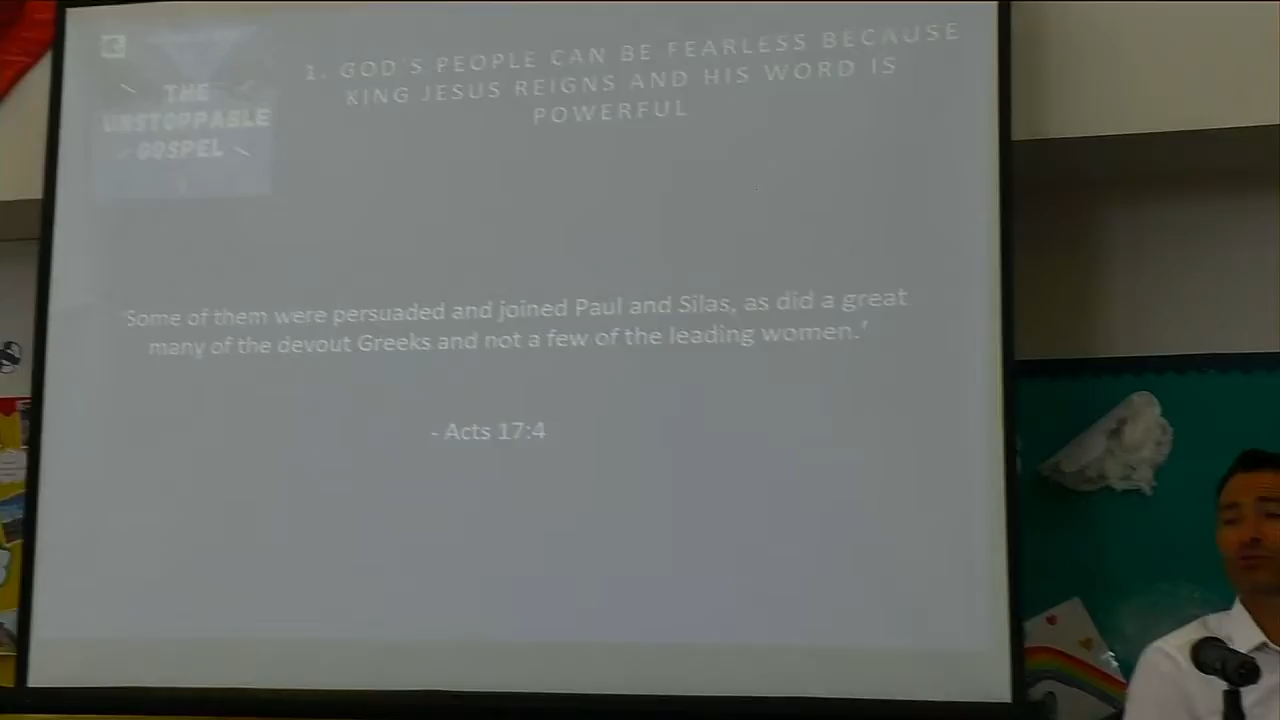 THE
UNSTOPPABLE
GOSPEL
1. GOD'S PEOPLE CAN BE FEARLESS BECAUSE
KING JESUS REIGNS AND HIS WORD IS
POWERFUL
'Some of them were persuaded and joined Paul and Silas, as did a great
many of the devout Greeks and not a few of the leading women.'
- Acts 17:4